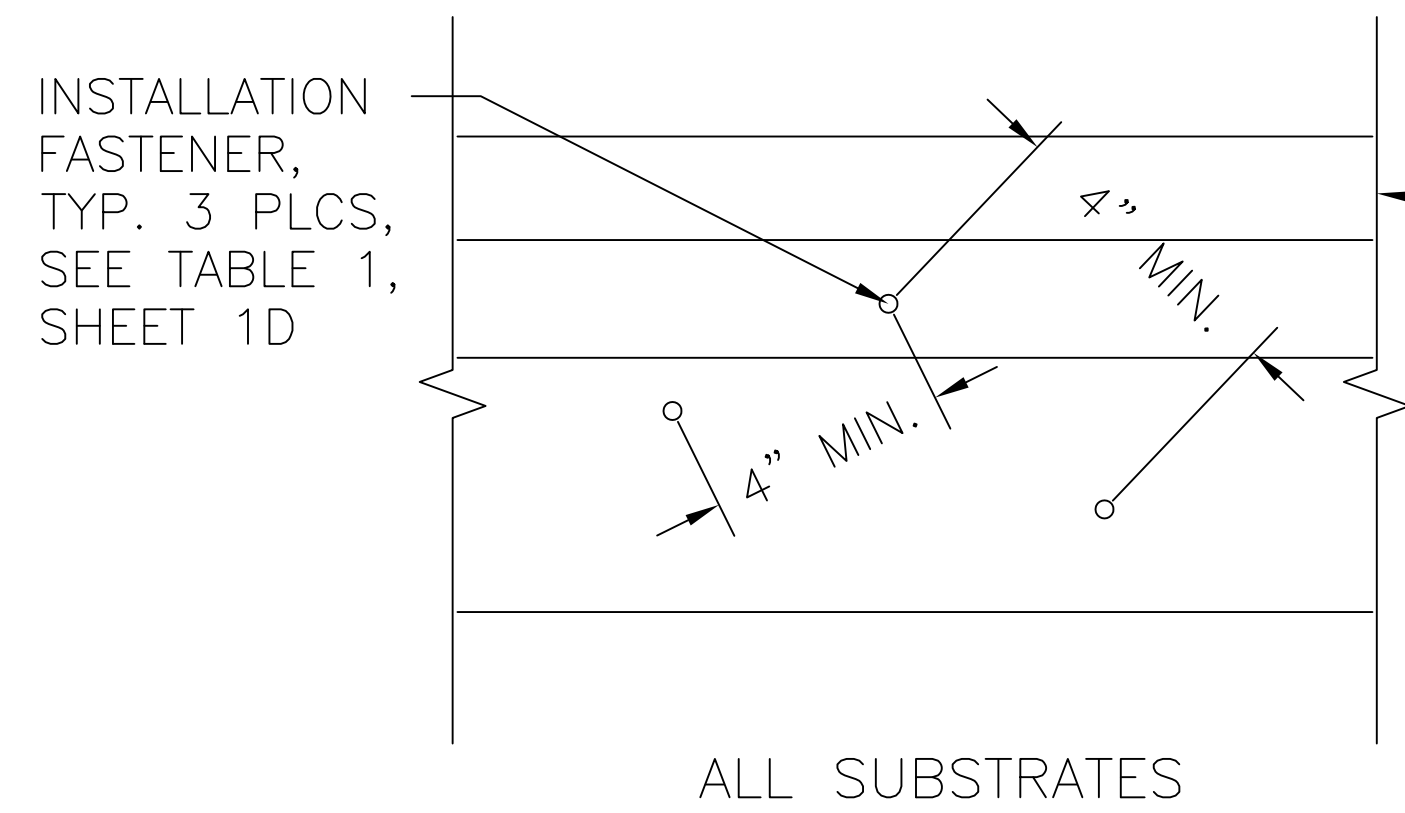 INSTALLATION
FASTENER,
TYP. 3 PLCS,
SEE TABLE 1,
SHEET 1D
4” MIN.
4” MIN.
ALL SUBSTRATES